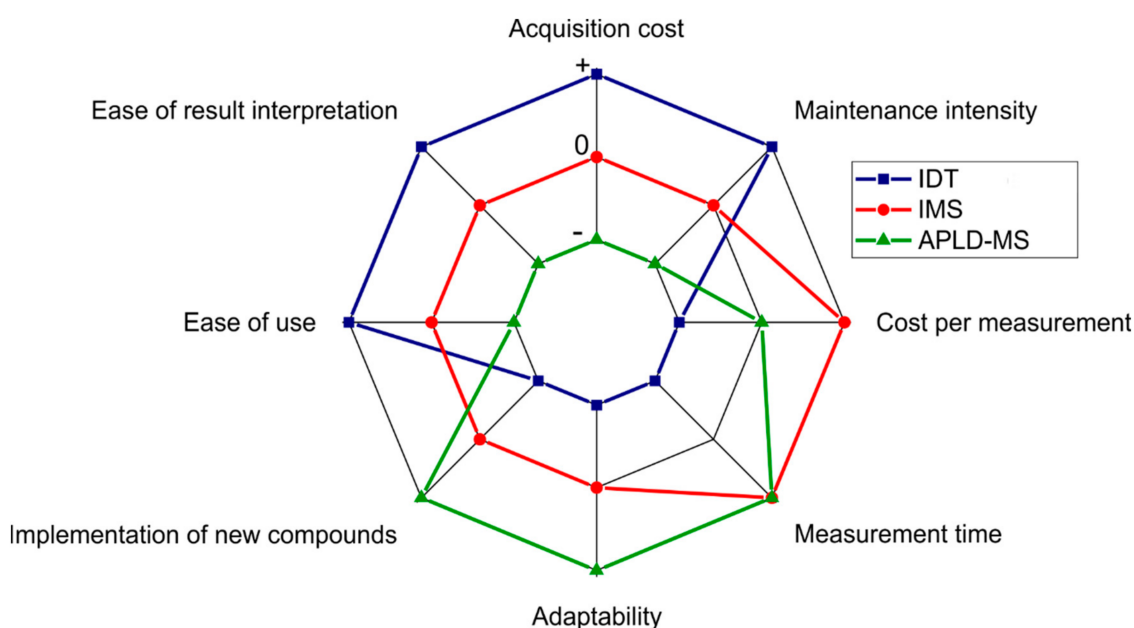 Acquisition cost
+
Ease of result interpretation
Maintenance intensity
0
IDT
IMS
-
APLD-MS
Ease of use
Cost per measurement
Implementation of new compounds
Measurement time
Adaptability